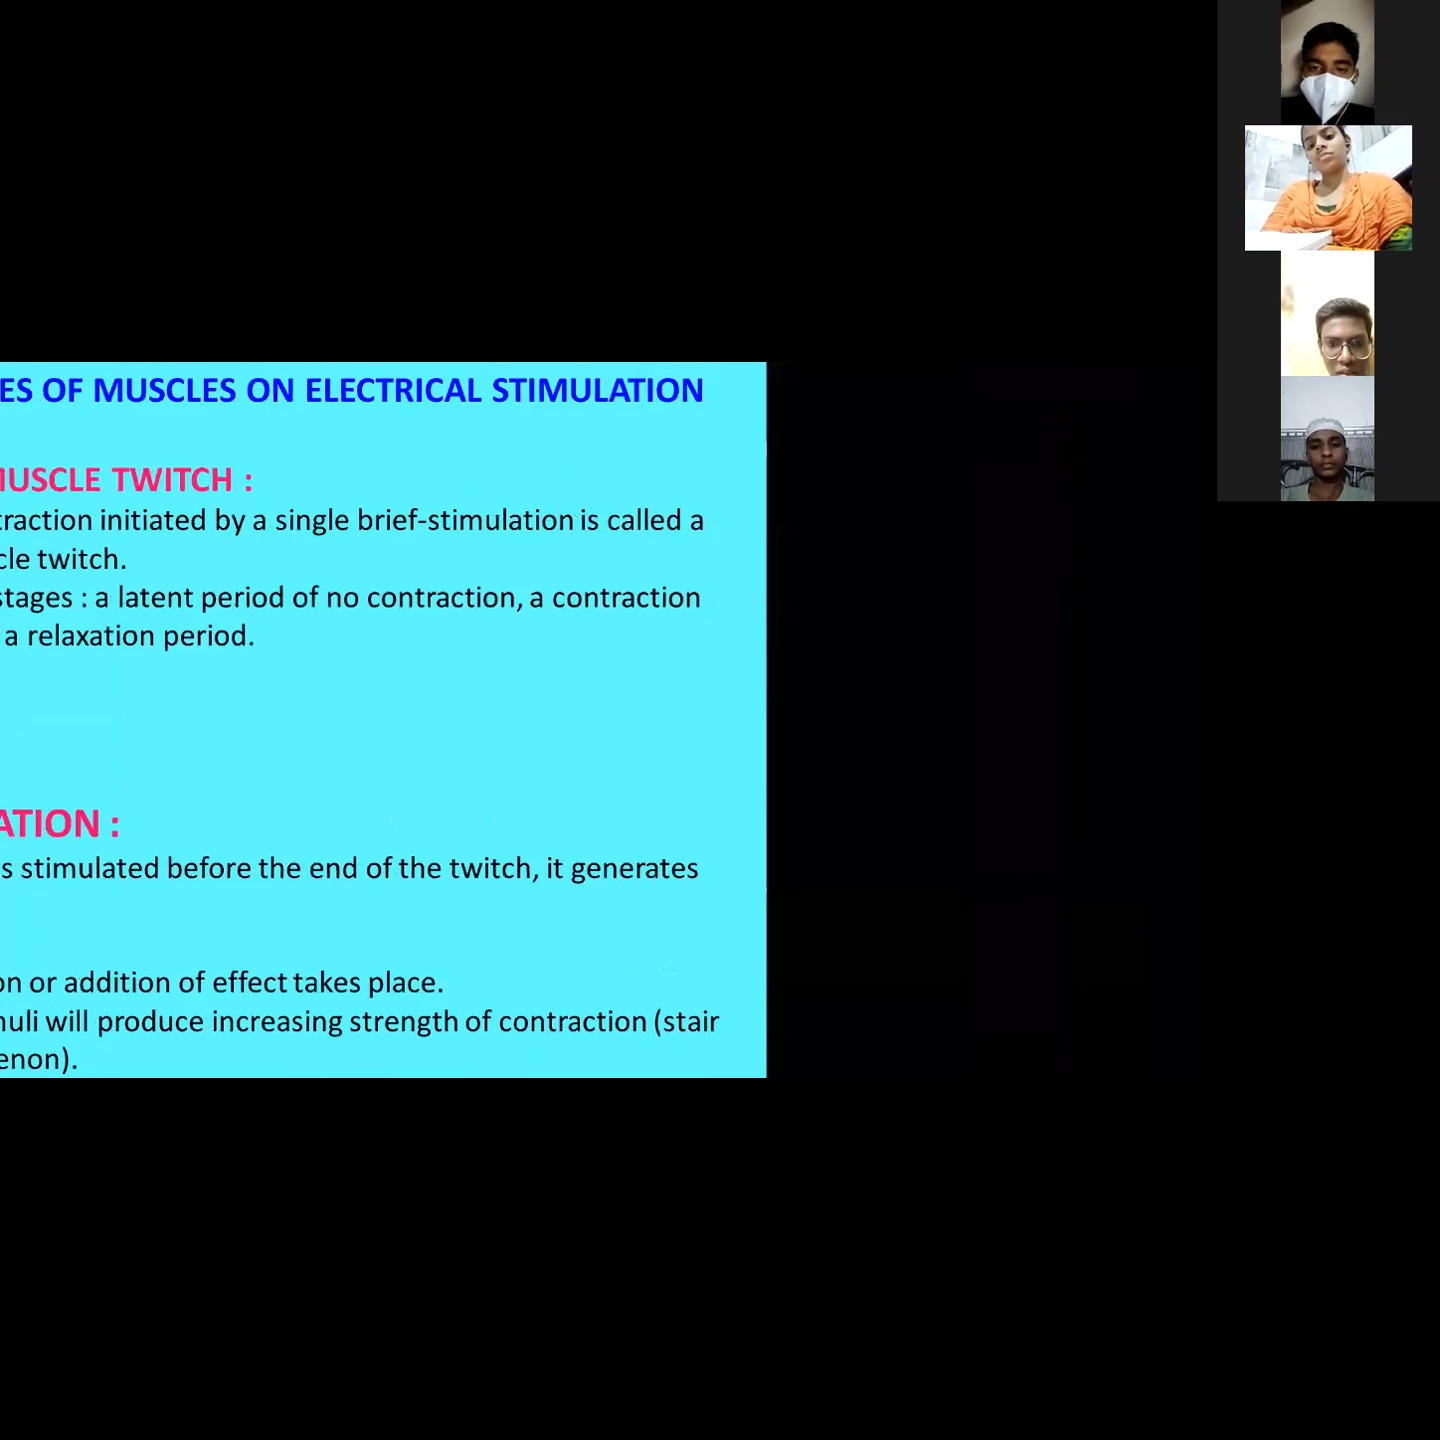 ES OF MUSCLES ON ELECTRICAL STIMULATION
MUSCLE TWITCH :
traction initiated by a single brief-stimulation is called a
cle twitch.
stages : a latent period of no contraction, a contraction
a relaxation period.
ATION :
s stimulated before the end of the twitch, it generates
on or addition of effect takes place.
nuli will produce increasing strength of contraction (stair
enon).